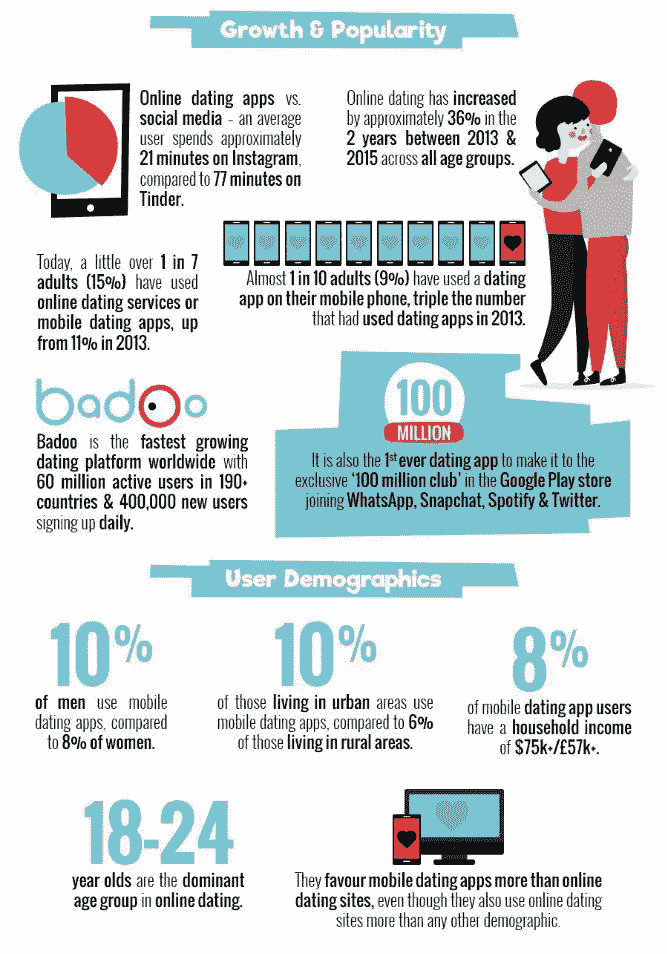 Growth & Popularity
Online dating apps vs.
social media - an average
user spends approximately
21 minutes on Instagram,
compared to 77 minutes on
Tinder.
Online dating has increased
by approximately 36% in the
2 years between 2013 &
2015 across all age groups.
Today, a little over 1 in 7
adults (15%) have used
online dating services or
mobile dating apps, up
from 11% in 2013.
Almost 1 in 10 adults (9%) have used a dating
app on their mobile phone, triple the number
that had used dating apps in 2013.
badoo
Badoo is the fastest growing
dating platform worldwide with
60 million active users in 190+
countries & 400,000 new users
signing up daily.
100
MILLION
It is also the 1st ever dating app to make it to the
exclusive ‘100 million club’ in the Google Play store
joining WhatsApp, Snapchat, Spotify & Twitter.
User Demographics
10%
of men use mobile
dating apps, compared
to 8% of women.
10%
of those living in urban areas use
mobile dating apps, compared to 6%
of those living in rural areas.
8%
of mobile dating app users
have a household income
of $75k+/£57k+.
18-24
year olds are the dominant
age group in online dating.
They favour mobile dating apps more than online
dating sites, even though they also use online dating
sites more than any other demographic.